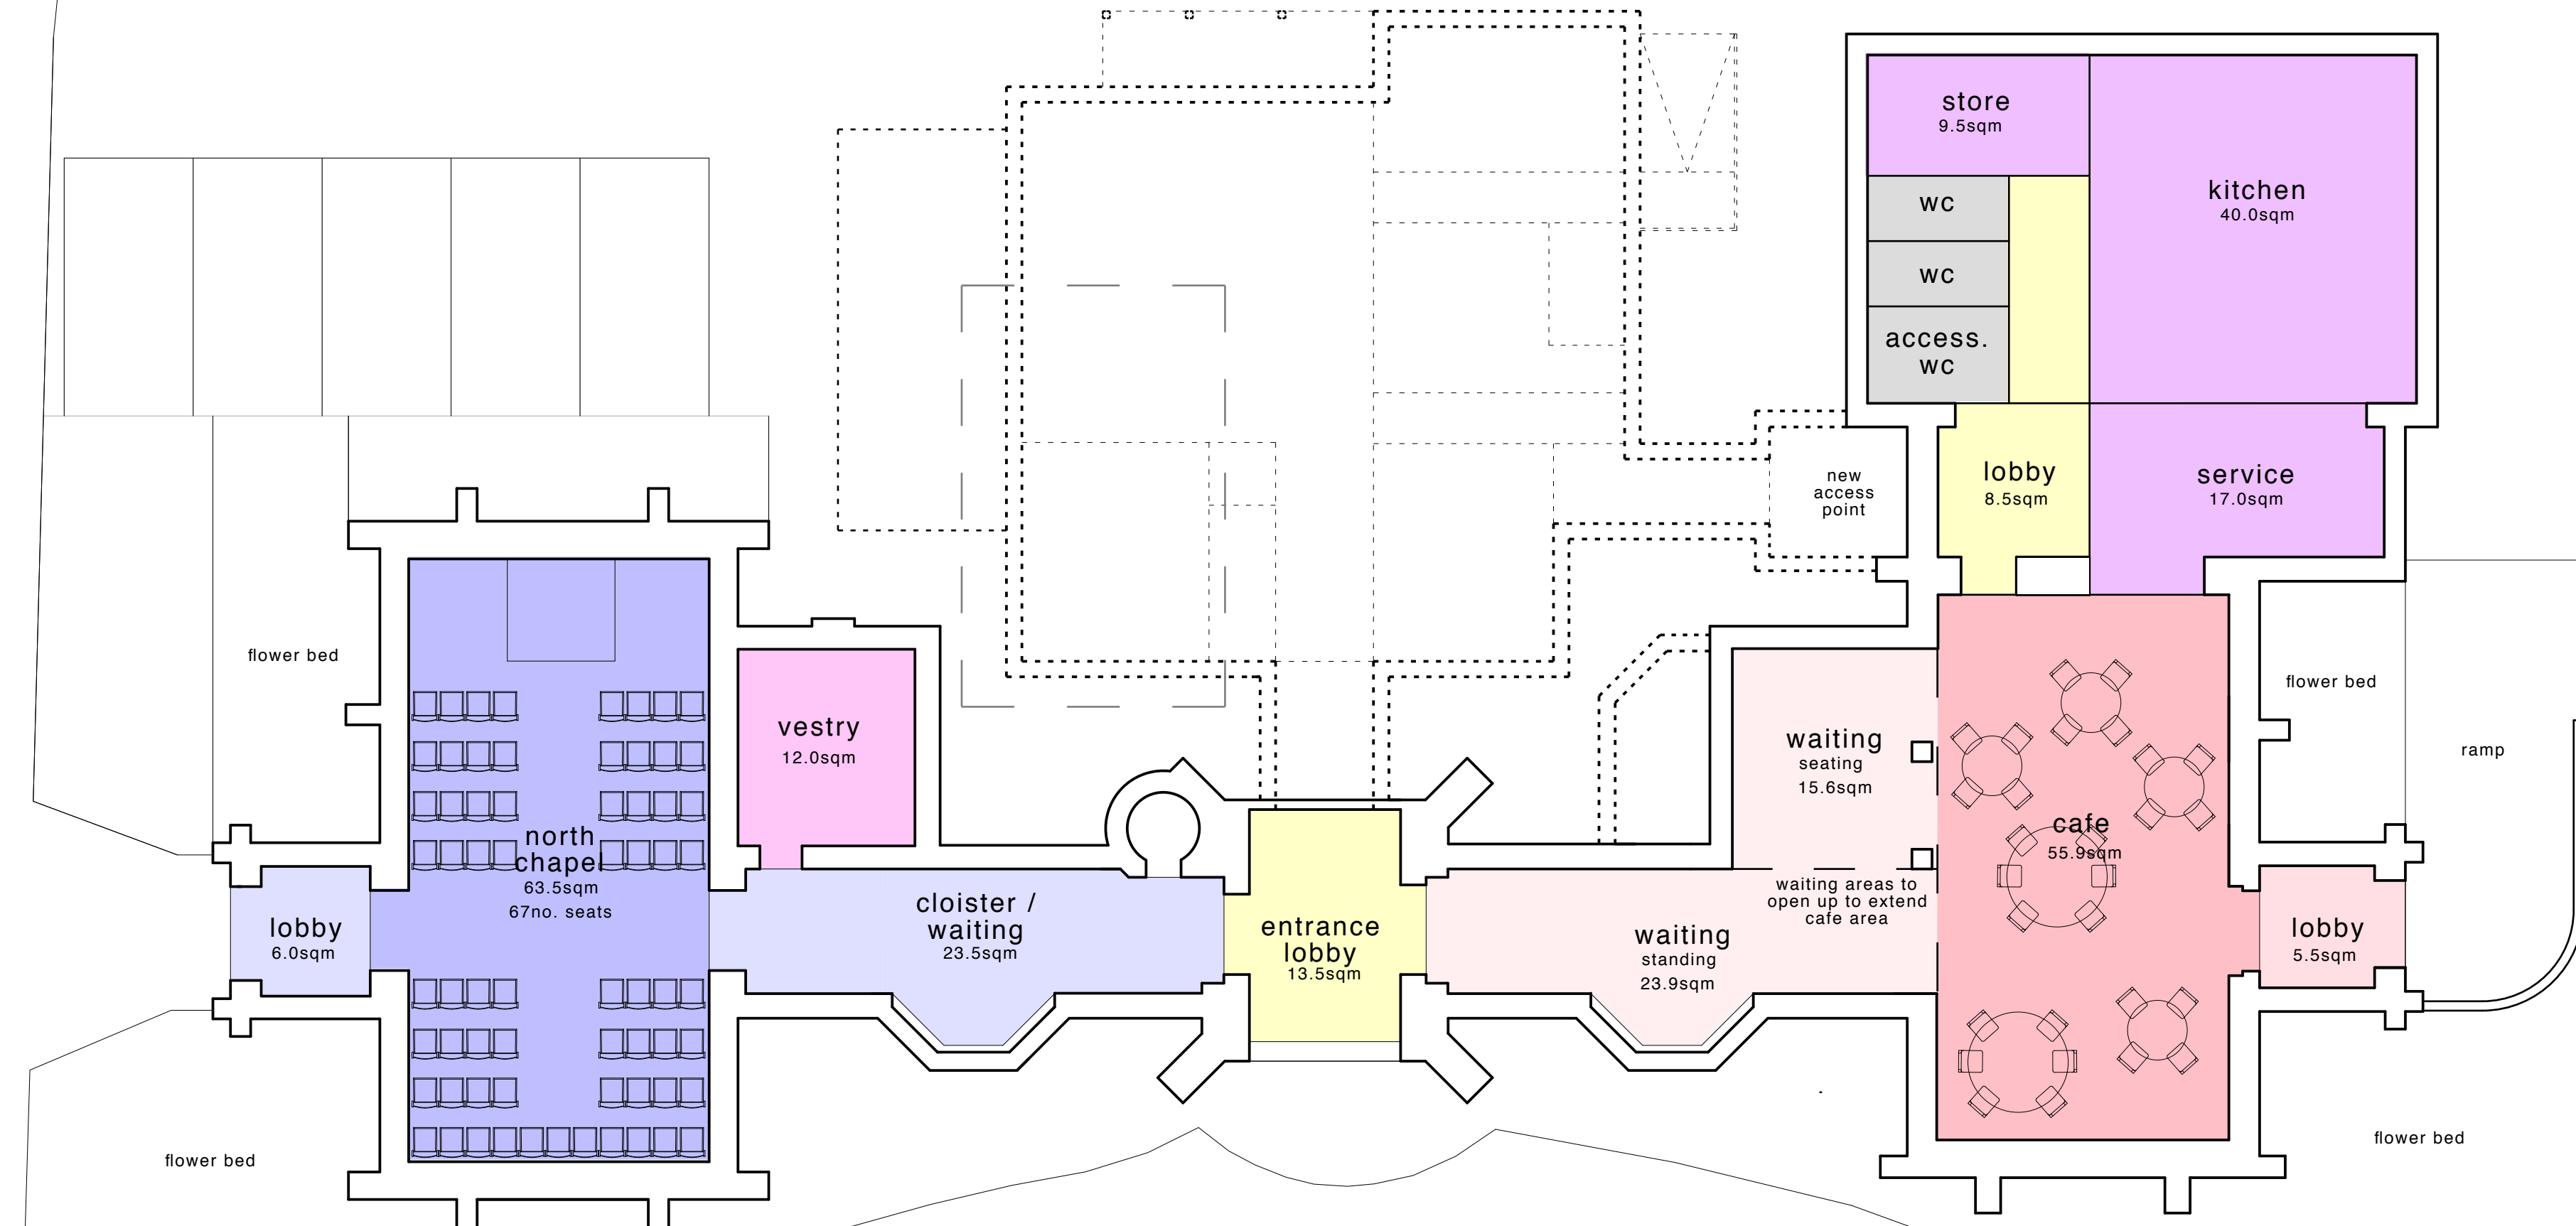 store
9.5sqm
wc
kitchen
40.0sqm
wc
access.
wc
lobby
8.5sqm
service
17.0sqm
new
access
point
flower bed
flower bed
vestry
12.0sqm
waiting
seating
15.6sqm
ramp
north
chapel
63.5sqm
67no. seats
cafe
55.9sqm
lobby
6.0sqm
cloister /
waiting
23.5sqm
entrance
lobby
13.5sqm
waiting areas to
open up to extend
cafe area
waiting
standing
23.9sqm
lobby
5.5sqm
flower bed
flower bed